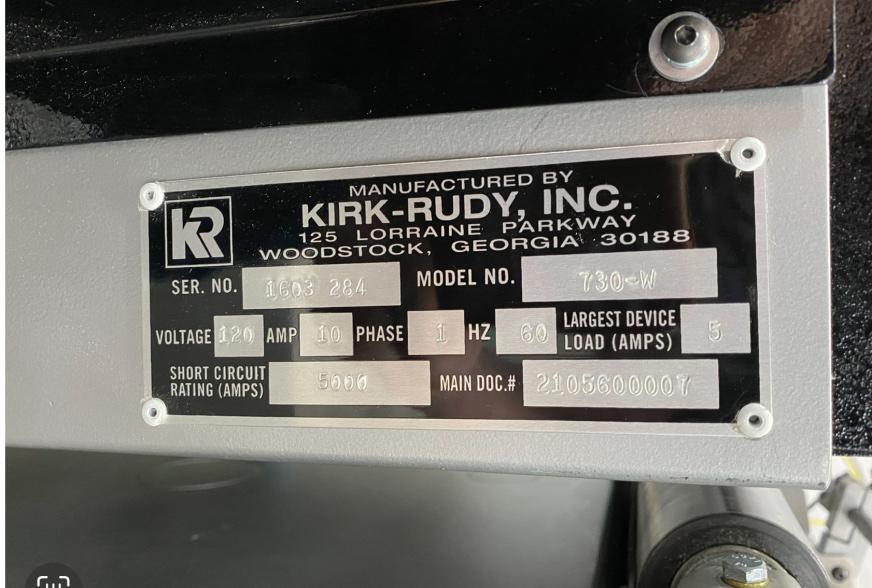 KR
MANUFACTURED BY
KIRK-RUDY, INC.
125 LORRAINE PARKWAY
WOODSTOCK, GEORGIA 30188
SER. NO. 1603 284 MODEL NO. 730-W
VOLTAGE 120 AMP 10 PHASE 1 HZ 60 LARGEST DEVICE LOAD (AMPS) 5
SHORT CIRCUIT RATING (AMPS) 5000 MAIN DOC.# 2105600007